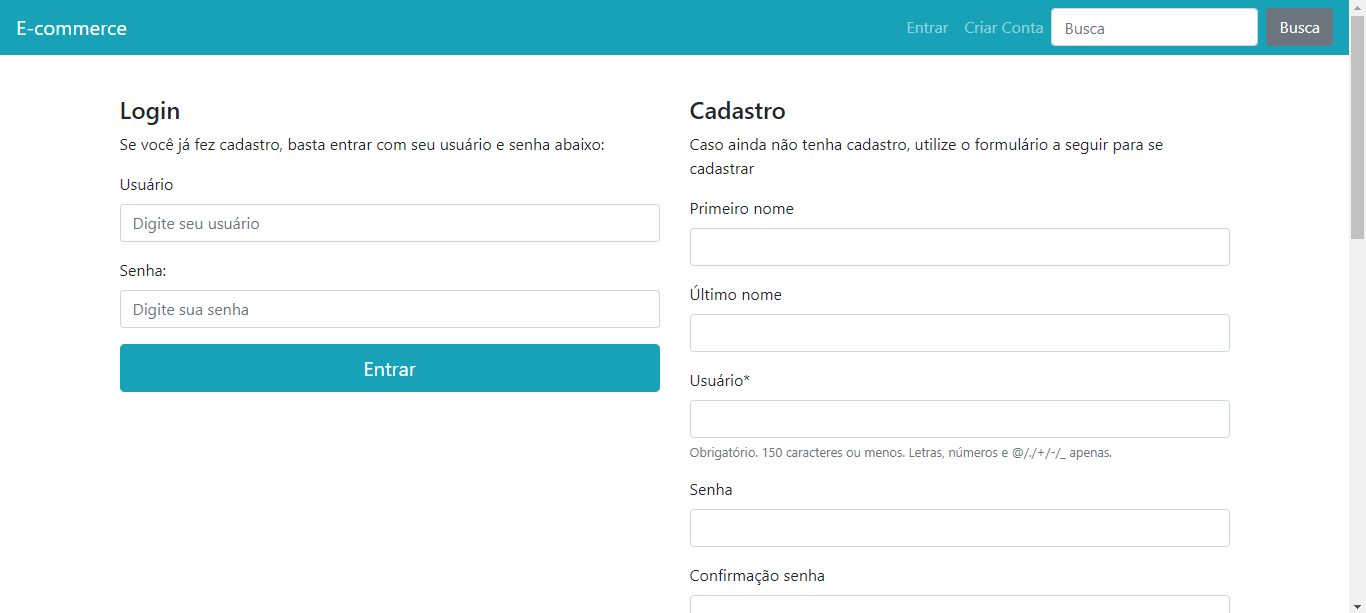 E-commerce
Entrar
Criar Conta
Busca
Busca
Login
Se você já fez cadastro, basta entrar com seu usuário e senha abaixo:
Usuário
Digite seu usuário
Senha:
Digite sua senha
Entrar
Cadastro
Caso ainda não tenha cadastro, utilize o formulário a seguir para se
cadastrar
Primeiro nome
Último nome
Usuário*
Obrigatório. 150 caracteres ou menos. Letras, números e @/./+/-/_ apenas.
Senha
Confirmação senha